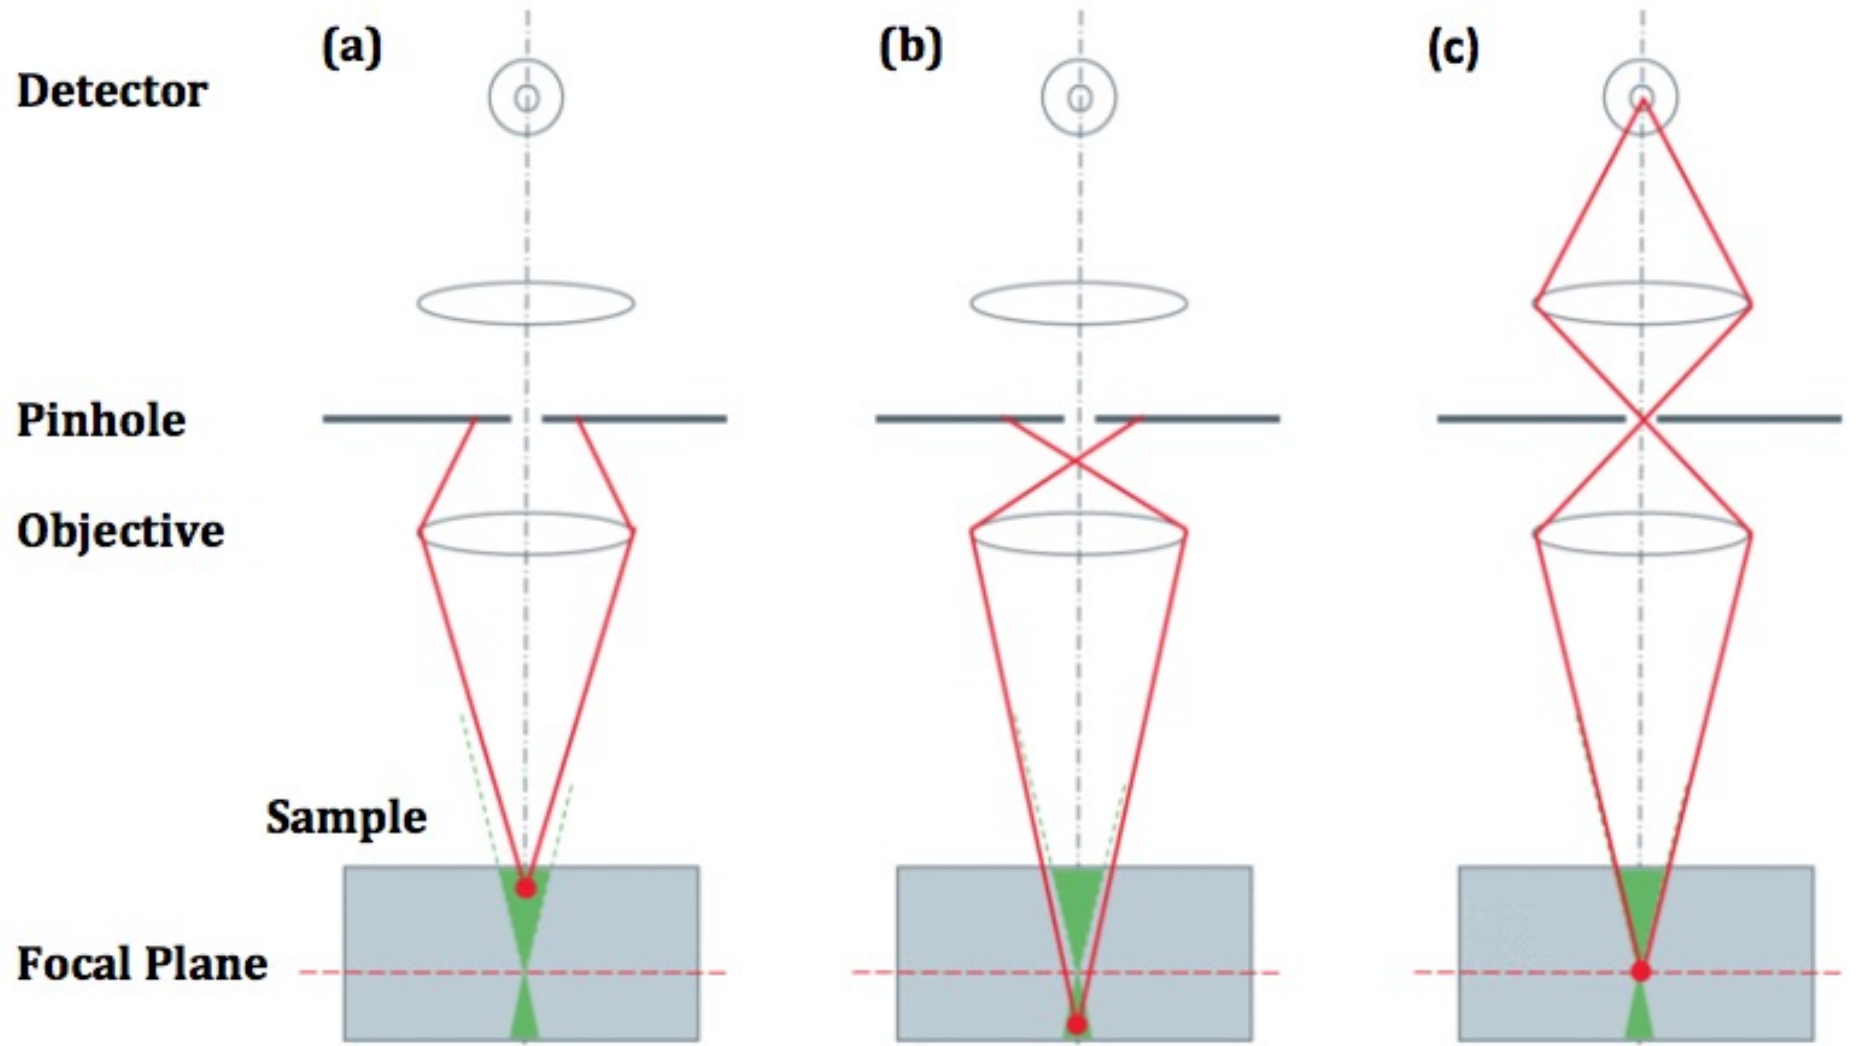 (a)
(b)
(c)
Detector
Pinhole
Objective
Sample
Focal Plane